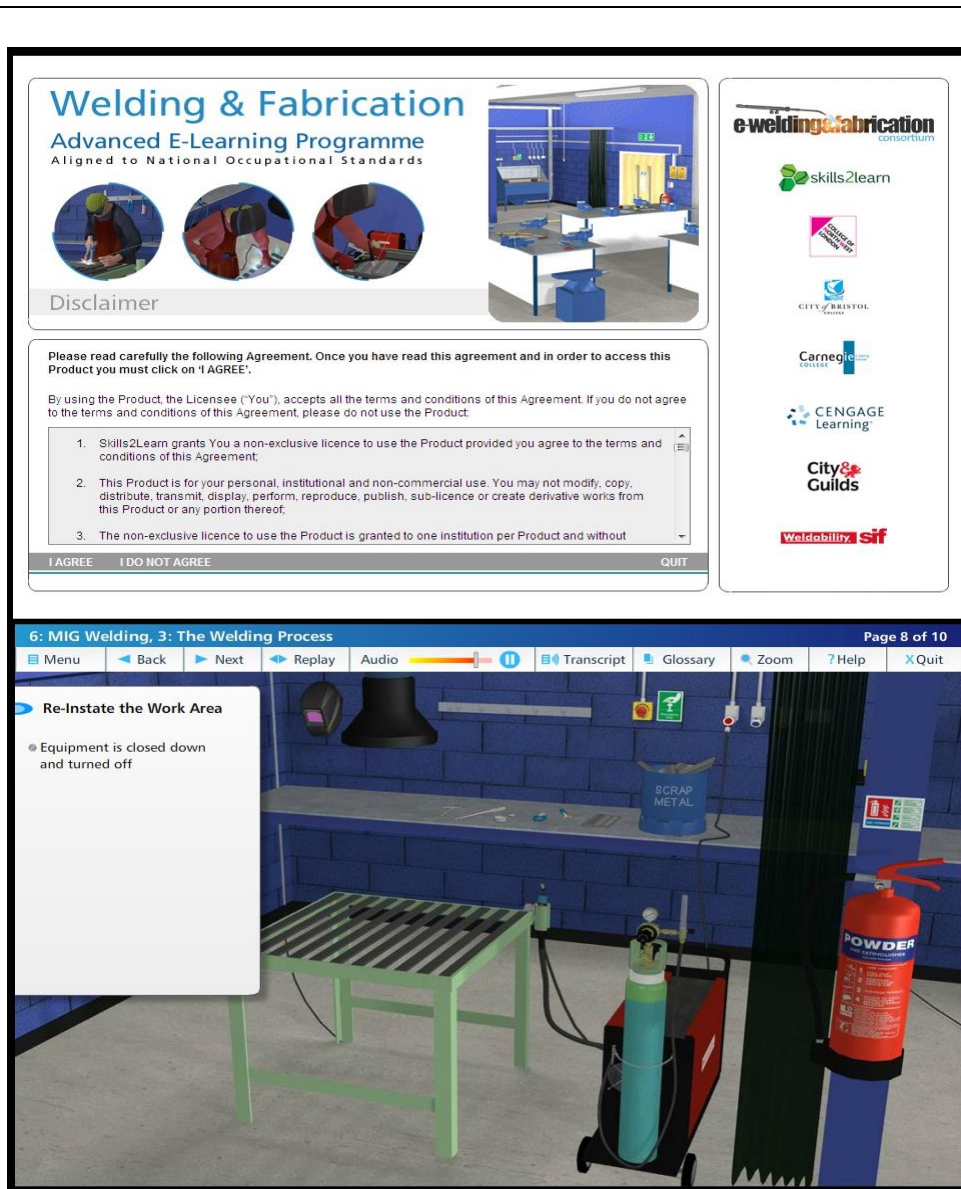 Welding & Fabrication
Advanced E-Learning Programme
Aligned to National Occupational Standards
Disclaimer
e-welding&fabrication
consortium
skills2learn
COLLEGE OF
NORTH WEST
LONDON
CITY of BRISTOL
COLLEGE
Carnegie
COLLEGE
CENGAGE
Learning
City&
Guilds
Weldability sif
Please read carefully the following Agreement. Once you have read this agreement and in order to access this
Product you must click on 'I AGREE'.
By using the Product, the Licensee ("You"), accepts all the terms and conditions of this Agreement. If you do not agree
to the terms and conditions of this Agreement, please do not use the Product:
1. Skills2Learn grants You a non-exclusive licence to use the Product provided you agree to the terms and
conditions of this Agreement;
2. This Product is for your personal, institutional and non-commercial use. You may not modify, copy,
distribute, transmit, display, perform, reproduce, publish, sub-licence or create derivative works from
this Product or any portion thereof;
3. The non-exclusive licence to use the Product is granted to one institution per Product and without
I AGREE I DO NOT AGREE QUIT
6: MIG Welding, 3: The Welding Process Page 8 of 10
Menu Back Next Replay Audio Transcript Glossary Zoom ? Help X Quit
Re-Instate the Work Area
Equipment is closed down
and turned off
SCRAP
METAL
POWDER
FIRE EXTINGUISHER